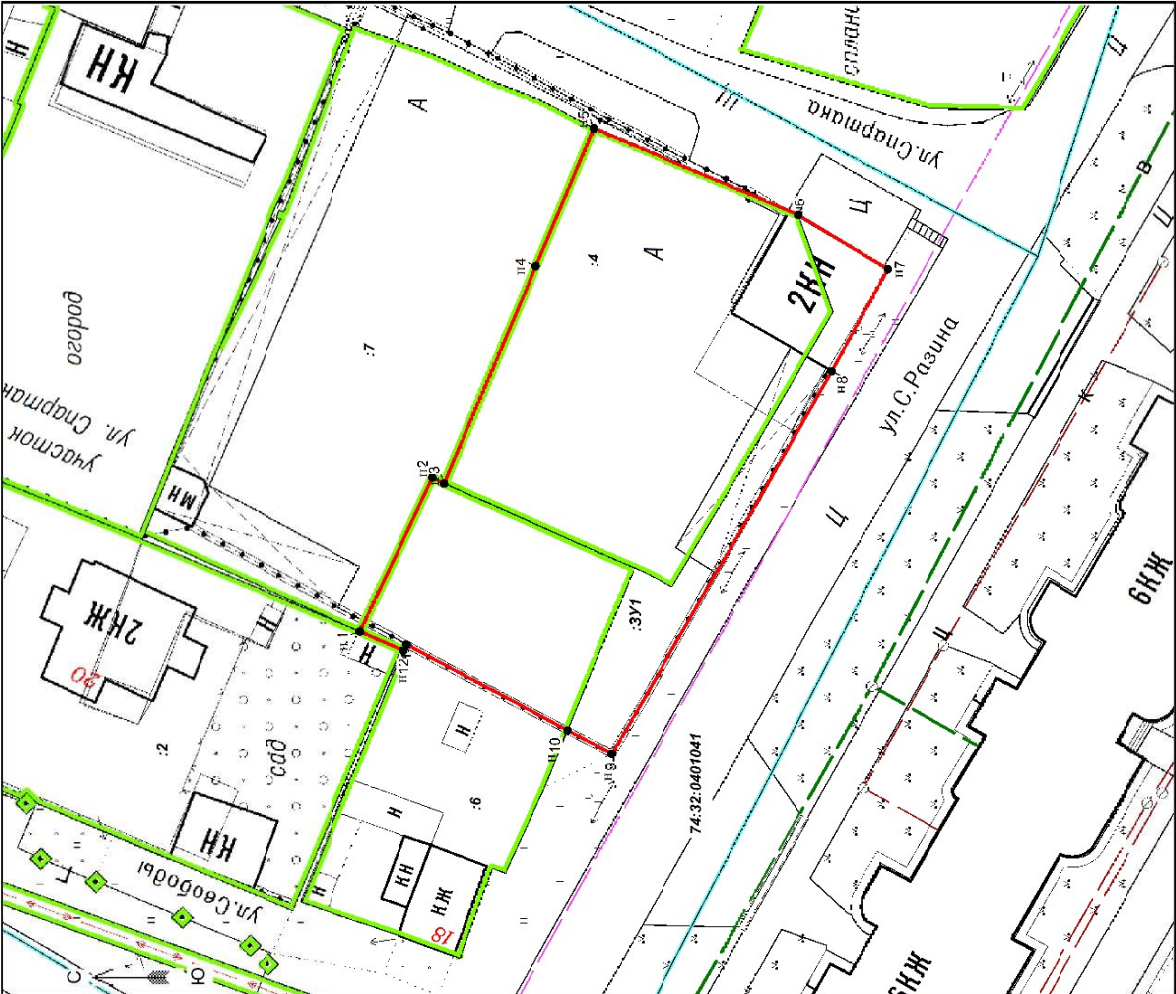 Н
КН
А
Ш
ул.Спартака
н5
н6
Ц
В
Ц
Ц
огород
участок
ул. Спартак
:7
н4
:4
А
2КН
н7
н8
ул.С.Разина
МН
н2
н3
К
Ц
2КЖ
20
Н
н1
Н
н12
:ЗУ1
Ц
6КЖ
:2
сад
Н
н10
н9
:6
74:32:0401041
КН
Н
КН
КЖ
18
Н
ул.Свободы
С
Ю
6КЖ